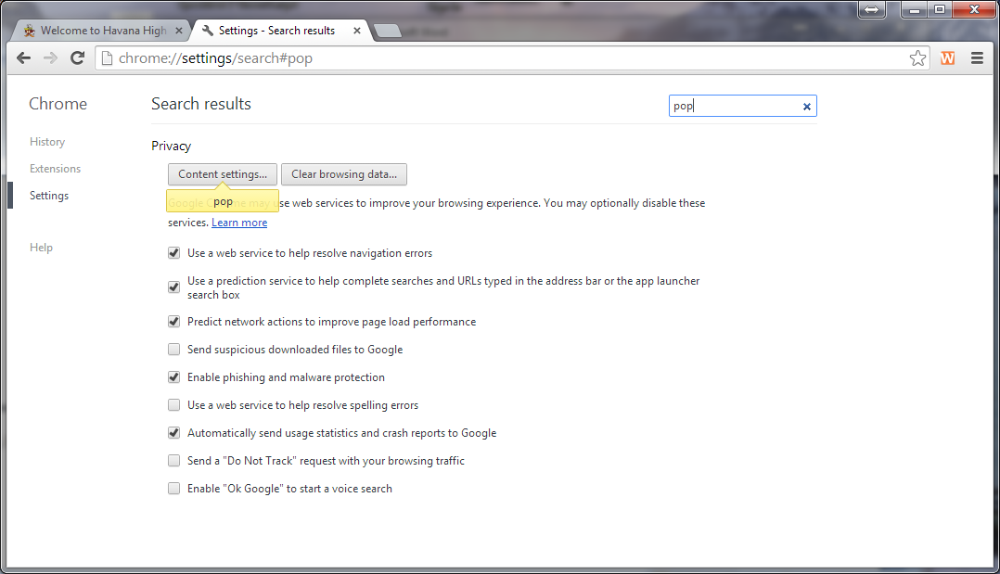 Welcome to Havana High
Settings - Search results
chrome://settings/search#pop
W
Chrome
Search results
pop
History
Extensions
Settings
Help
Privacy
Content settings...
Clear browsing data...
pop
Google Chrome may use web services to improve your browsing experience. You may optionally disable these
services. Learn more
Use a web service to help resolve navigation errors
Use a prediction service to help complete searches and URLs typed in the address bar or the app launcher
search box
Predict network actions to improve page load performance
Send suspicious downloaded files to Google
Enable phishing and malware protection
Use a web service to help resolve spelling errors
Automatically send usage statistics and crash reports to Google
Send a "Do Not Track" request with your browsing traffic
Enable "Ok Google" to start a voice search